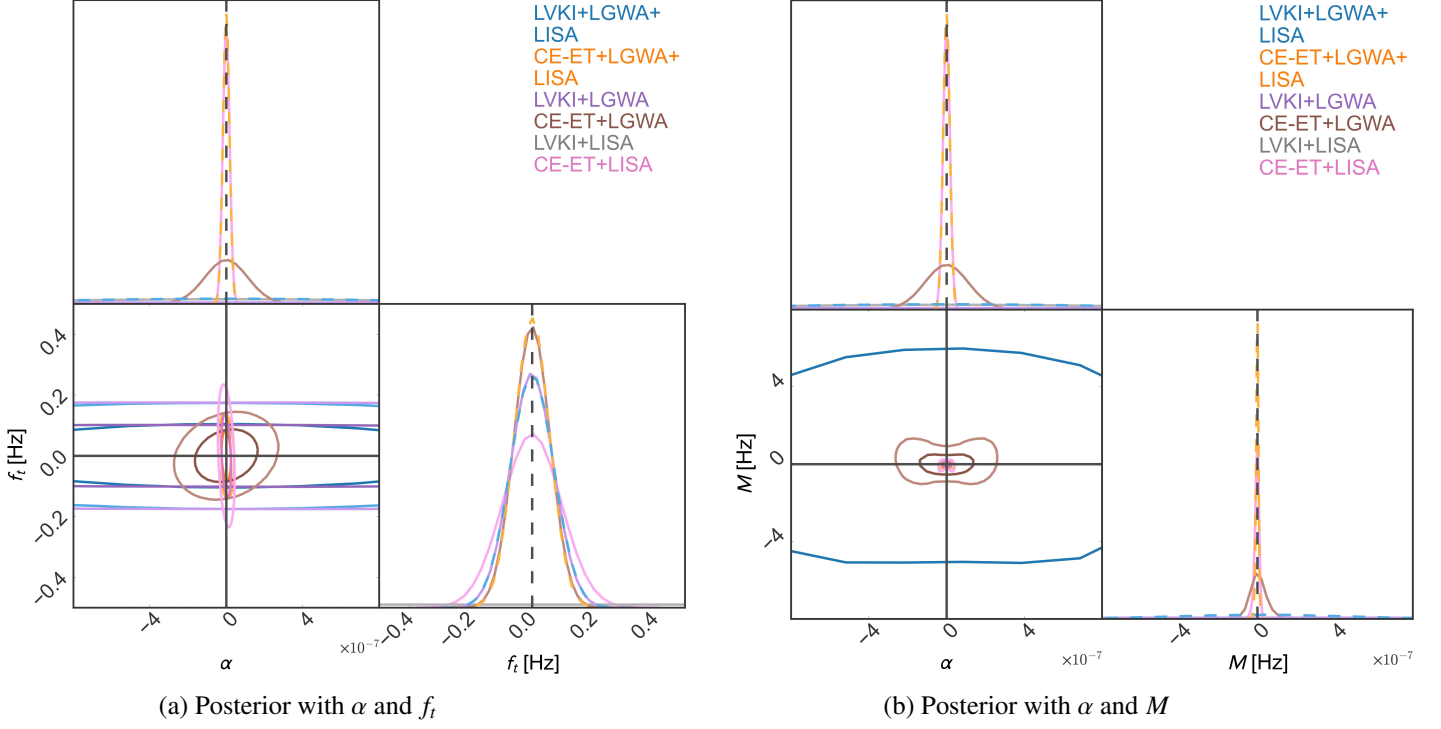 LVKI+LGWA+
LISA
CE-ET+LGWA+
LISA
LVKI+LGWA
CE-ET+LGWA
LVKI+LISA
CE-ET+LISA
0.4
0.2
0.0
−0.2
−0.4
f_t [Hz]
−4
0
4
×10⁻⁷
α
−0.4
−0.2
0.0
0.2
0.4
f_t [Hz]
(a) Posterior with α and f_t
LVKI+LGWA+
LISA
CE-ET+LGWA+
LISA
LVKI+LGWA
CE-ET+LGWA
LVKI+LISA
CE-ET+LISA
4
0
−4
M [Hz]
−4
0
4
×10⁻⁷
α
−4
0
4
×10⁻⁷
M [Hz]
(b) Posterior with α and M